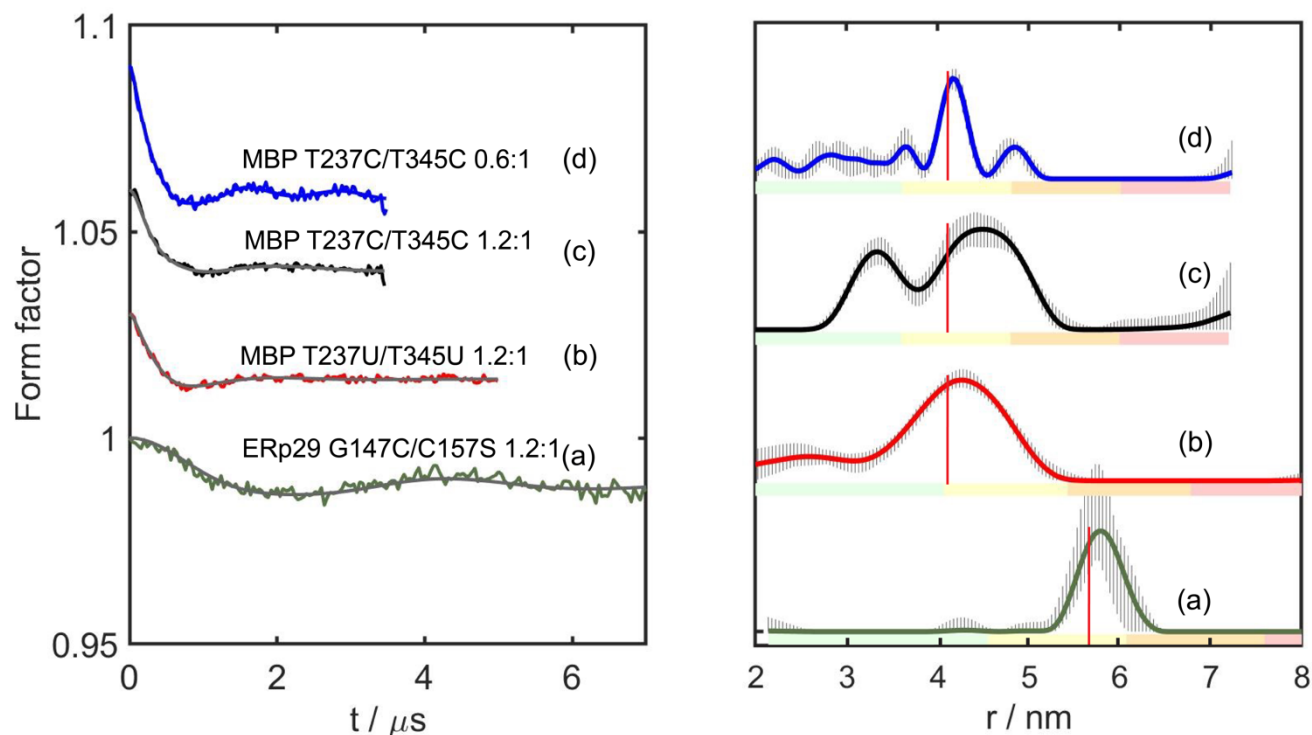 1.1
1.05
1
0.95
Form factor
MBP T237C/T345C 0.6:1 (d)
MBP T237C/T345C 1.2:1 (c)
MBP T237U/T345U 1.2:1 (b)
ERp29 G147C/C157S 1.2:1 (a)
0 2 4 6
t / μs
(d)
(c)
(b)
(a)
2 3 4 5 6 7 8
r / nm